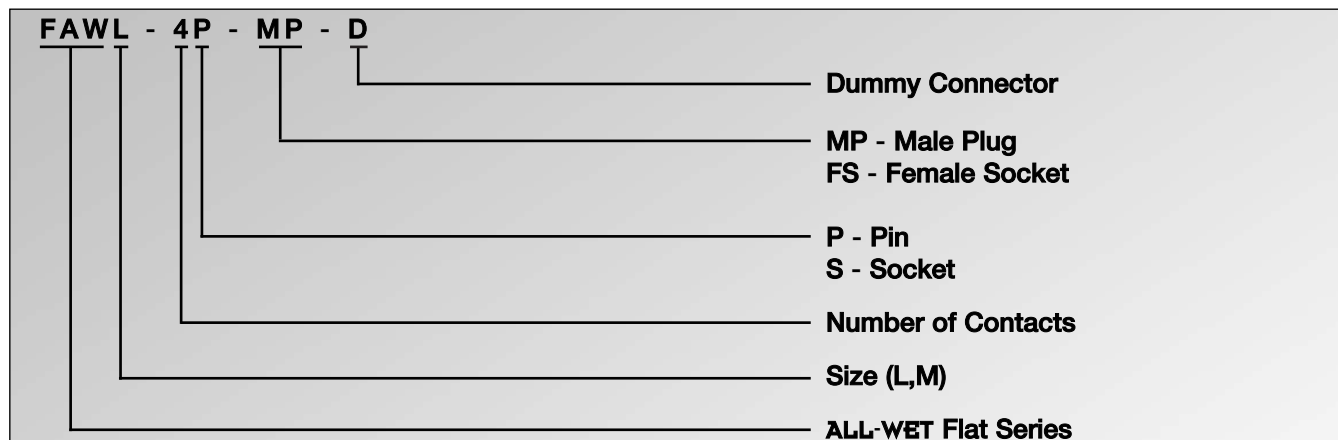 FAWL - 4P - MP - D
Dummy Connector
MP - Male Plug
FS - Female Socket
P - Pin
S - Socket
Number of Contacts
Size (L,M)
ALL-WET Flat Series